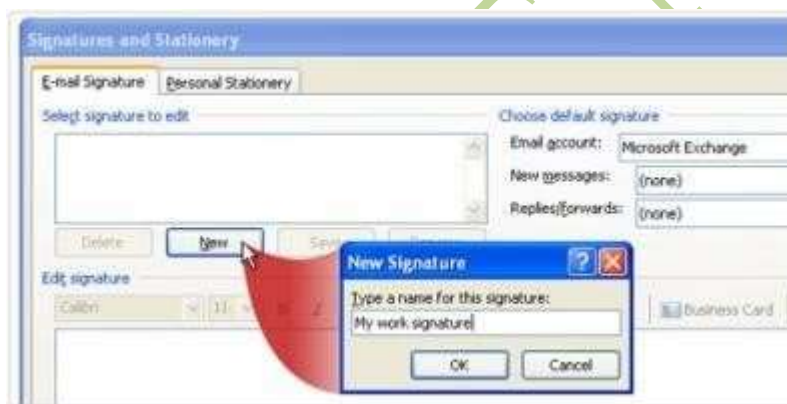 Signatures and Stationery
E-mail Signature Personal Stationery
Select signature to edit
Choose default signature
Email account: Microsoft Exchange
New messages: (none)
Replies/forwards: (none)
Delete New Save
Edit signature
Calibri 11 B I
Business Card
New Signature
Type a name for this signature:
My work signature
OK Cancel